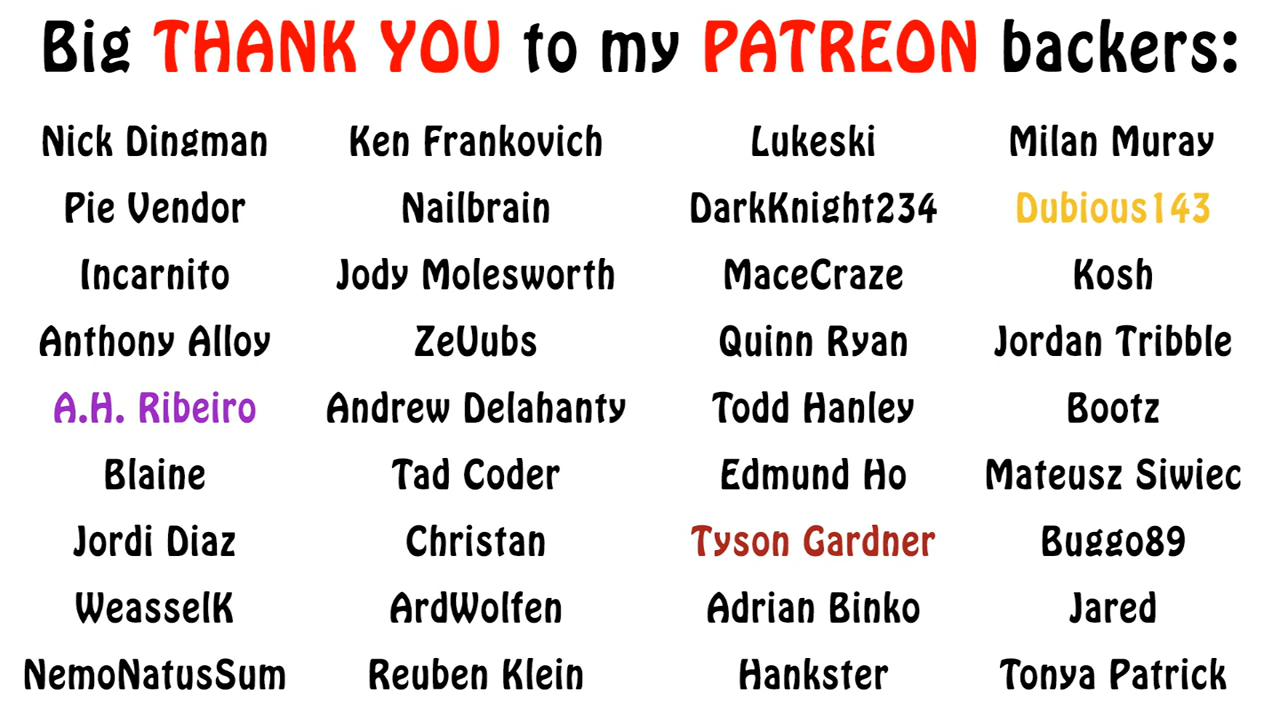 Big THANK YOU to my PATREON backers:
Nick Dingman Ken Frankovich Lukeski Milan Muray
Pie Vendor Nailbrain DarkKnight234 Dubious143
Incarnito Jody Molesworth MaceCraze Kosh
Anthony Alloy ZeVubs Quinn Ryan Jordan Tribble
A.H. Ribeiro Andrew Delahanty Todd Hanley Bootz
Blaine Tad Coder Edmund Ho Mateusz Siwiec
Jordi Diaz Christan Tyson Gardner Buggo89
WeasselK ArdWolfen Adrian Binko Jared
NemoNatusSum Reuben Klein Hankster Tonya Patrick